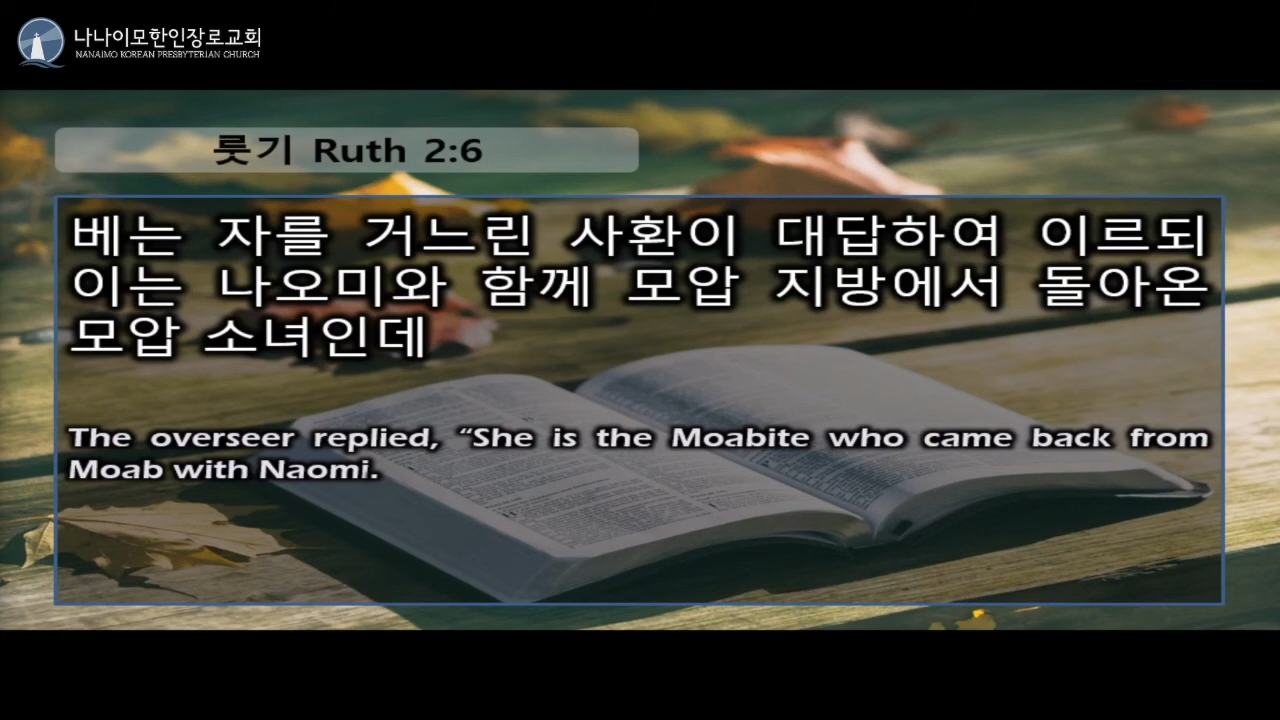 나나이모한인장로교회
NANAIMO KOREAN PRESBYTERIAN CHURCH
룻기 Ruth 2:6
베는 자를 거느린 사환이 대답하여 이르되
이는 나오미와 함께 모압 지방에서 돌아온
모압 소녀인데
The overseer replied, “She is the Moabite who came back from
Moab with Naomi.